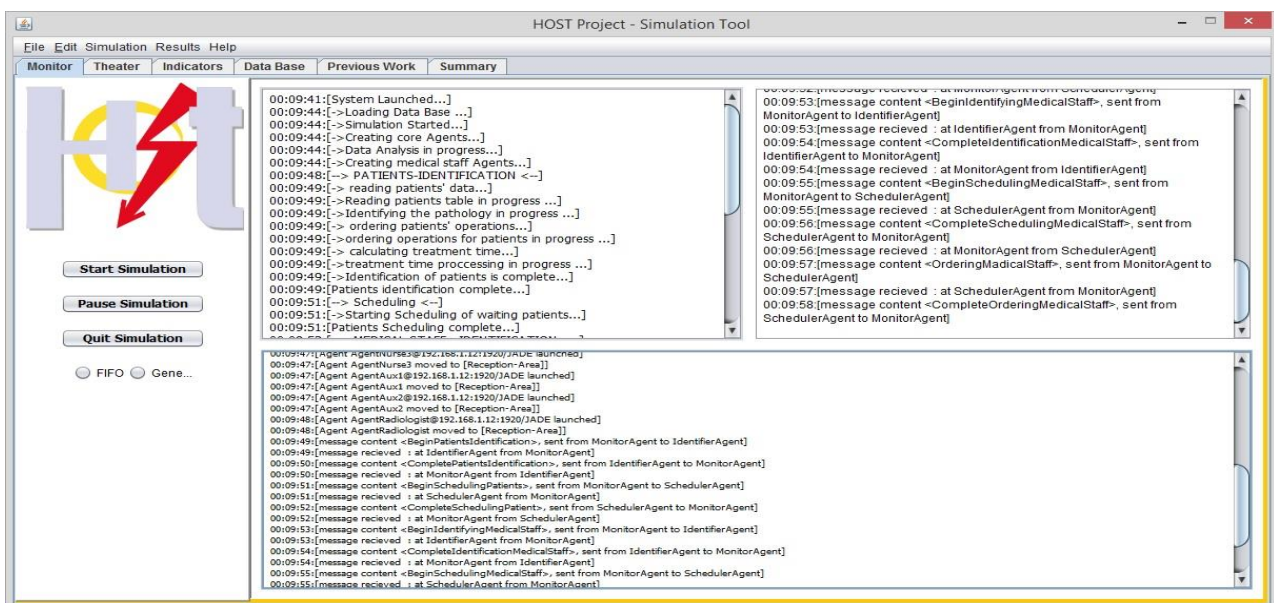 HOST Project - Simulation Tool
File Edit Simulation Results Help
Monitor Theater Indicators Data Base Previous Work Summary
Host
Start Simulation
Pause Simulation
Quit Simulation
FIFO Gene...
00:09:41:[System Launched...]
00:09:44:[->Loading Data Base ...]
00:09:44:[->Simulation Started...]
00:09:44:[->Creating core Agents...]
00:09:44:[->Data Analysis in progress...]
00:09:44:[->Creating medical staff Agents...]
00:09:48:[--> PATIENTS-IDENTIFICATION <--]
00:09:49:[-> reading patients' data...]
00:09:49:[->Reading patients table in progress ...]
00:09:49:[->Identifying the pathology in progress ...]
00:09:49:[-> ordering patients' operations...]
00:09:49:[->ordering operations for patients in progress ...]
00:09:49:[-> calculating treatment time...]
00:09:49:[->treatment time proccessing in progress ...]
00:09:49:[->Identification of patients is complete...]
00:09:49:[Patients identification complete...]
00:09:51:[--> Scheduling <--]
00:09:51:[->Starting Scheduling of waiting patients...]
00:09:51:[Patients Scheduling complete...]
00:09:53:[message content <BeginIdentifyingMedicalStaff>, sent from
MonitorAgent to IdentifierAgent]
00:09:53:[message recieved : at IdentifierAgent from MonitorAgent]
00:09:54:[message content <CompleteIdentificationMedicalStaff>, sent from
IdentifierAgent to MonitorAgent]
00:09:54:[message recieved : at MonitorAgent from IdentifierAgent]
00:09:55:[message content <BeginSchedulingMedicalStaff>, sent from
MonitorAgent to SchedulerAgent]
00:09:55:[message recieved : at SchedulerAgent from MonitorAgent]
00:09:56:[message content <CompleteSchedulingMedicalStaff>, sent from
SchedulerAgent to MonitorAgent]
00:09:56:[message recieved : at MonitorAgent from SchedulerAgent]
00:09:57:[message content <OrderingMadicalStaff>, sent from MonitorAgent to
SchedulerAgent]
00:09:57:[message recieved : at SchedulerAgent from MonitorAgent]
00:09:58:[message content <CompleteOrderingMedicalStaff>, sent from
SchedulerAgent to MonitorAgent]
00:09:47:[Agent AgentNurse3@192.168.1.12:1920/JADE launched]
00:09:47:[Agent AgentNurse3 moved to [Reception-Area]]
00:09:47:[Agent AgentAux1@192.168.1.12:1920/JADE launched]
00:09:47:[Agent AgentAux1 moved to [Reception-Area]]
00:09:47:[Agent AgentAux2@192.168.1.12:1920/JADE launched]
00:09:47:[Agent AgentAux2 moved to [Reception-Area]]
00:09:48:[Agent AgentRadiologist@192.168.1.12:1920/JADE launched]
00:09:48:[Agent AgentRadiologist moved to [Reception-Area]]
00:09:49:[message content <BeginPatientsIdentification>, sent from MonitorAgent to IdentifierAgent]
00:09:49:[message recieved : at IdentifierAgent from MonitorAgent]
00:09:50:[message content <CompletePatientsIdentification>, sent from IdentifierAgent to MonitorAgent]
00:09:50:[message recieved : at MonitorAgent from IdentifierAgent]
00:09:51:[message content <BeginSchedulingPatients>, sent from MonitorAgent to SchedulerAgent]
00:09:51:[message recieved : at SchedulerAgent from MonitorAgent]
00:09:52:[message content <CompleteSchedulingPatient>, sent from SchedulerAgent to MonitorAgent]
00:09:52:[message recieved : at MonitorAgent from SchedulerAgent]
00:09:53:[message content <BeginIdentifyingMedicalStaff>, sent from MonitorAgent to IdentifierAgent]
00:09:53:[message recieved : at IdentifierAgent from MonitorAgent]
00:09:54:[message content <CompleteIdentificationMedicalStaff>, sent from IdentifierAgent to MonitorAgent]
00:09:54:[message recieved : at MonitorAgent from IdentifierAgent]
00:09:55:[message content <BeginSchedulingMedicalStaff>, sent from MonitorAgent to SchedulerAgent]
00:09:55:[message recieved : at SchedulerAgent from MonitorAgent]